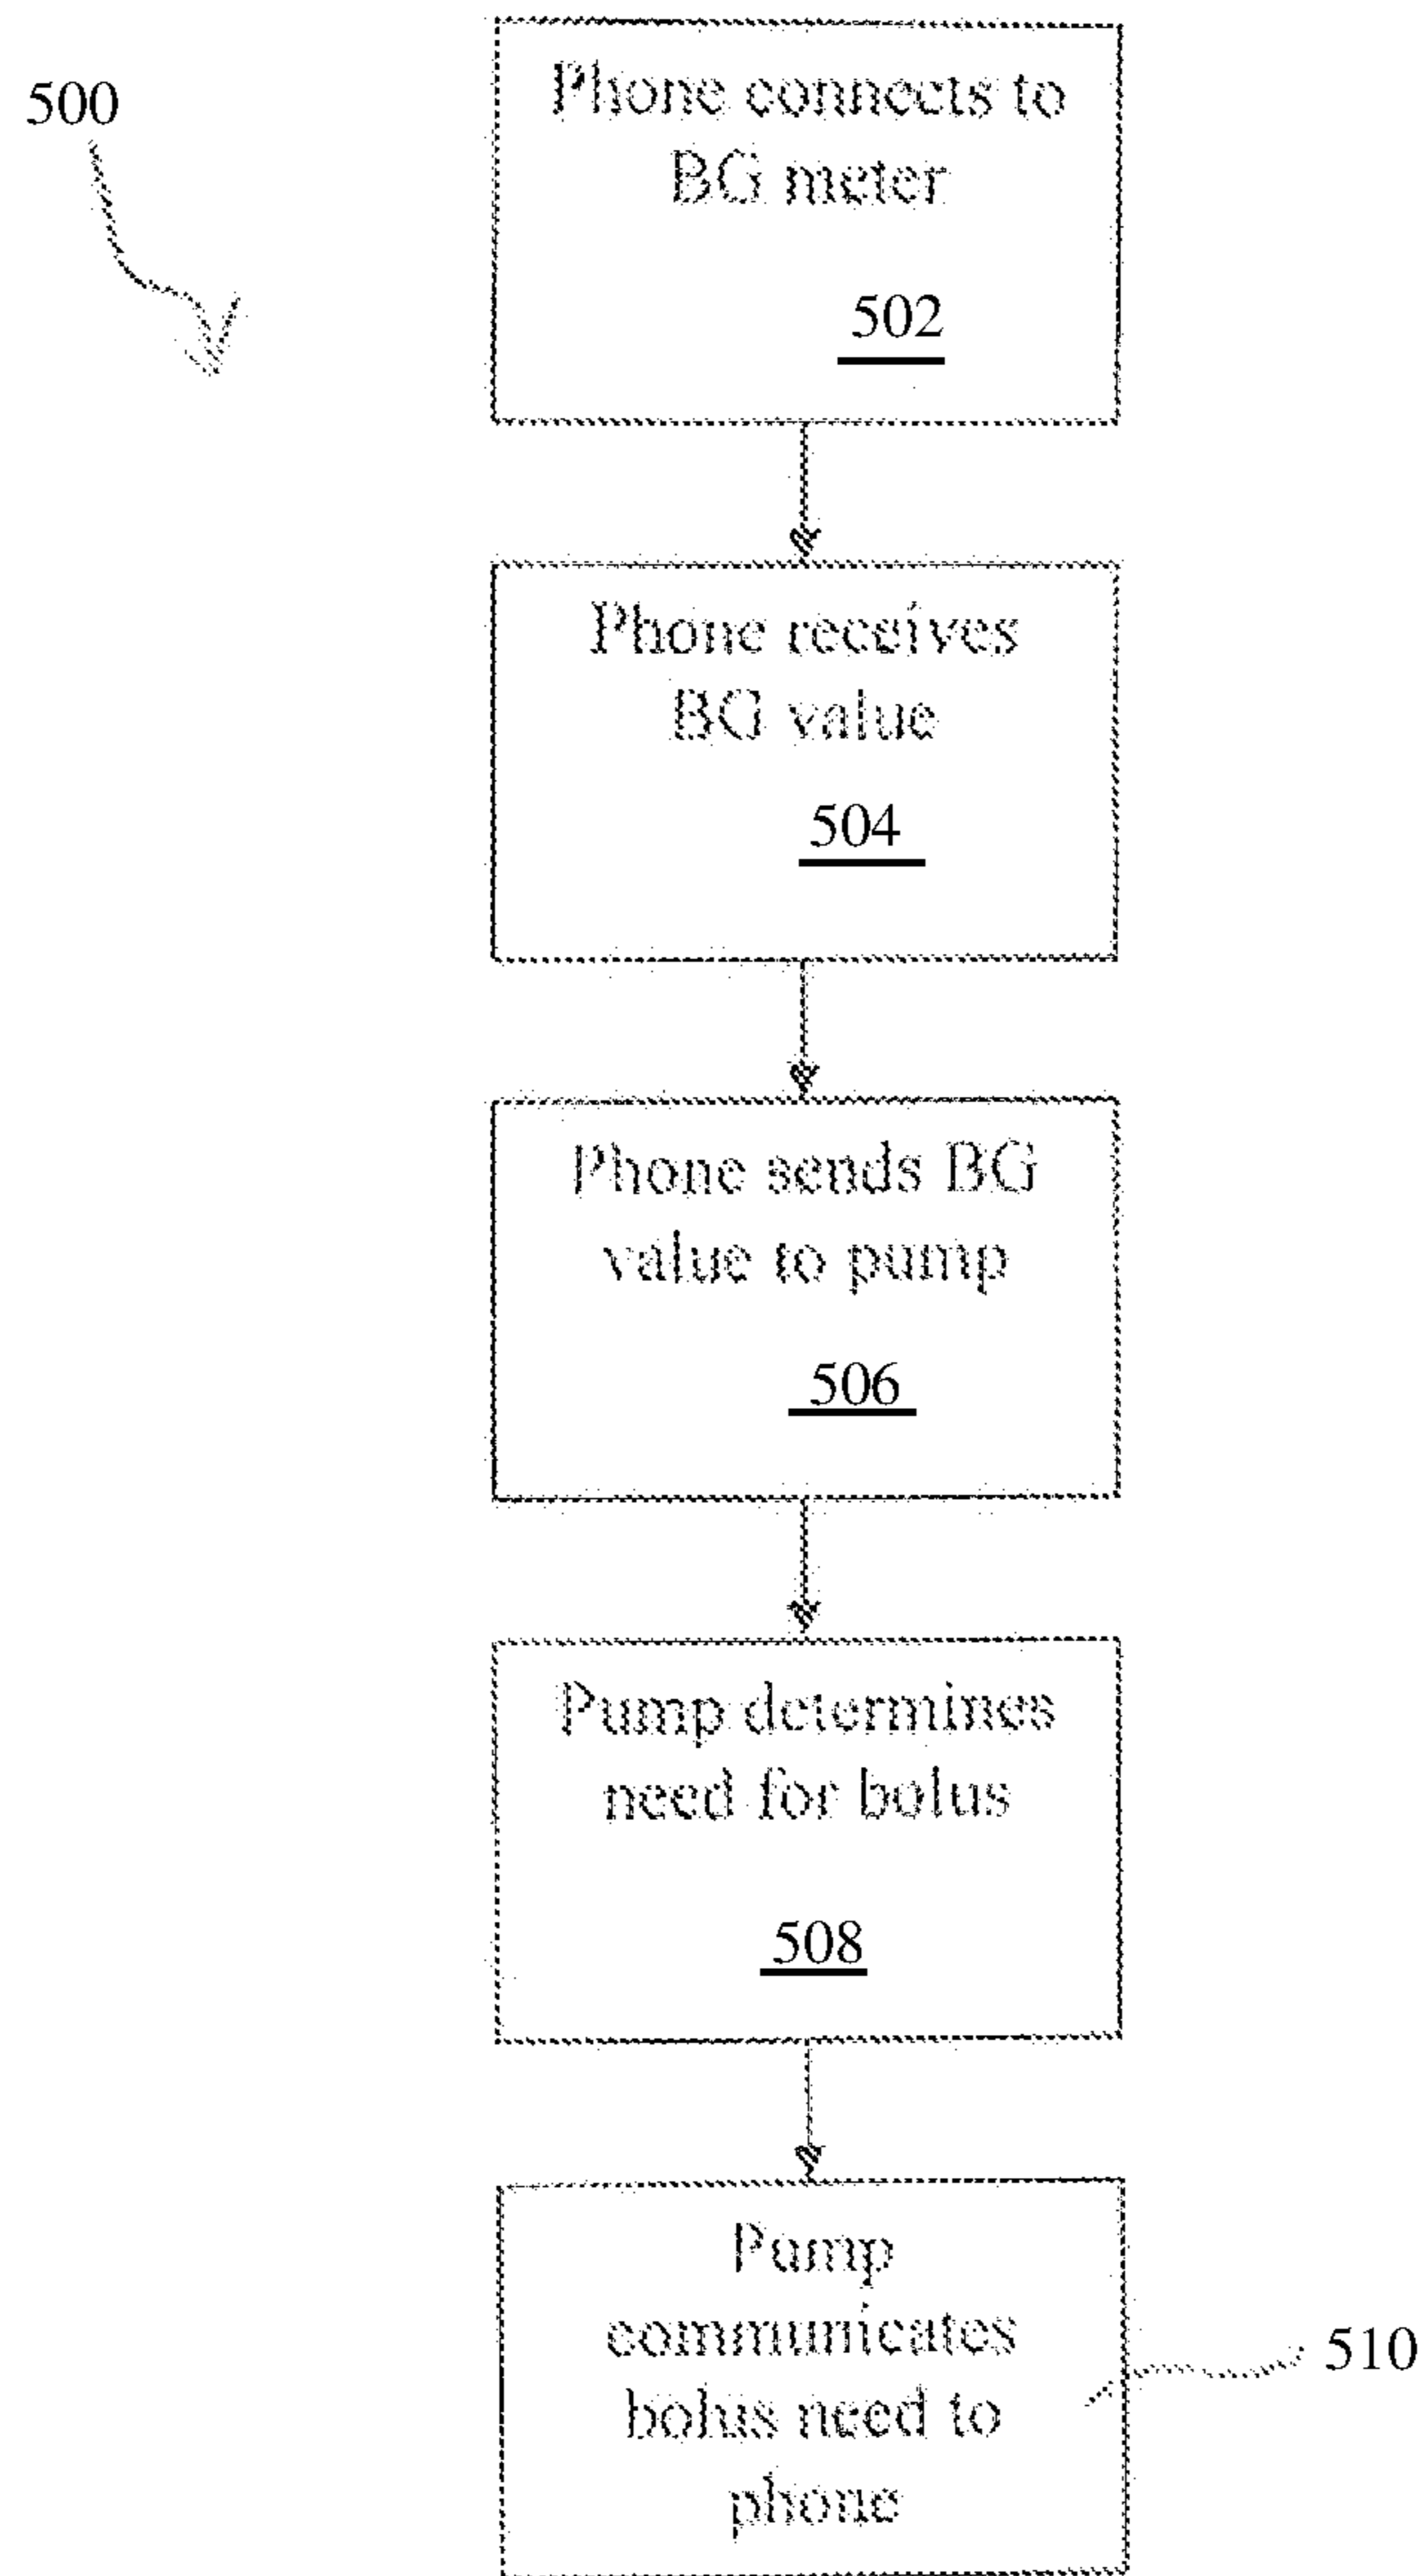 500
Phone connects to
BG meter
502
Phone receives
BG value
504
Phone sends BG
value to pump
506
Pump determines
need for bolus
508
Pump
communicates
bolus need to
phone
510